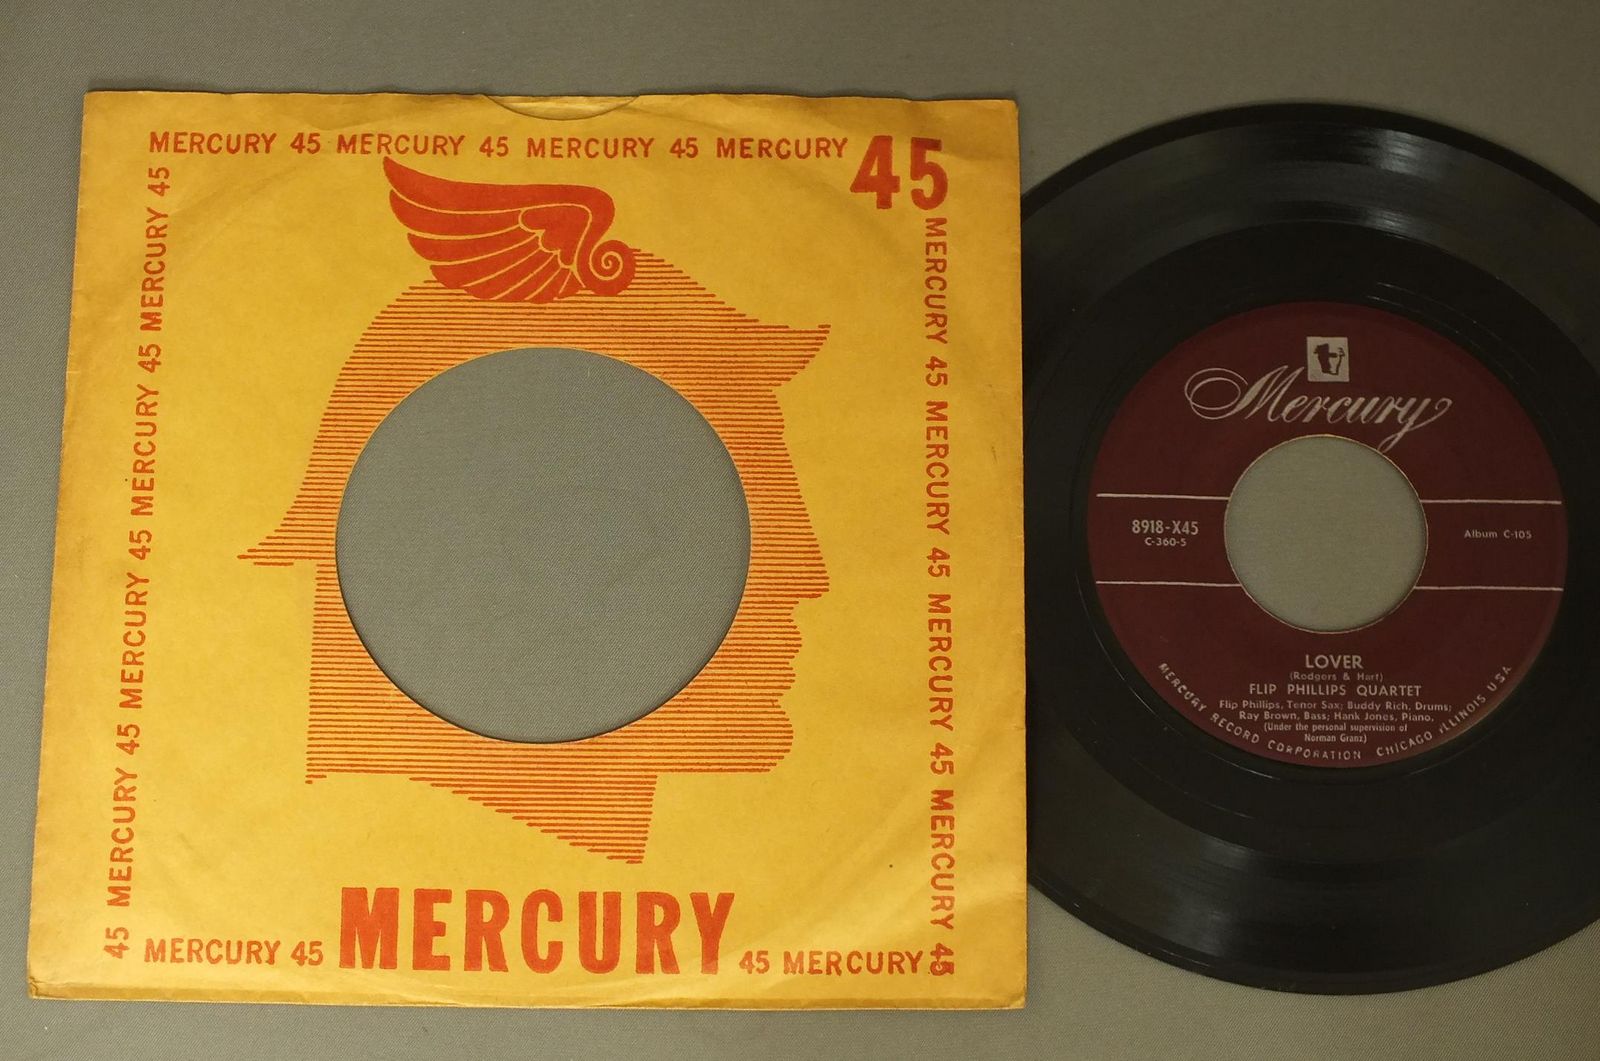 MERCURY 45 MERCURY 45 MERCURY 45 MERCURY 45
45 MERCURY 45 MERCURY 45 MERCURY 45 MERCURY 45
MERCURY 45 MERCURY 45 MERCURY 45 MERCURY 45
MERCURY 45 MERCURY 45 MERCURY
Mercury
8918-X45
C-360-5
Album C-105
LOVER
(Rodgers & Hart)
FLIP PHILLIPS QUARTET
Flip Phillips, Tenor Sax; Buddy Rich, Drums;
Ray Brown, Bass; Hank Jones, Piano.
(Under the personal supervision of
Norman Granz)
MERCURY RECORD CORPORATION CHICAGO ILLINOIS USA